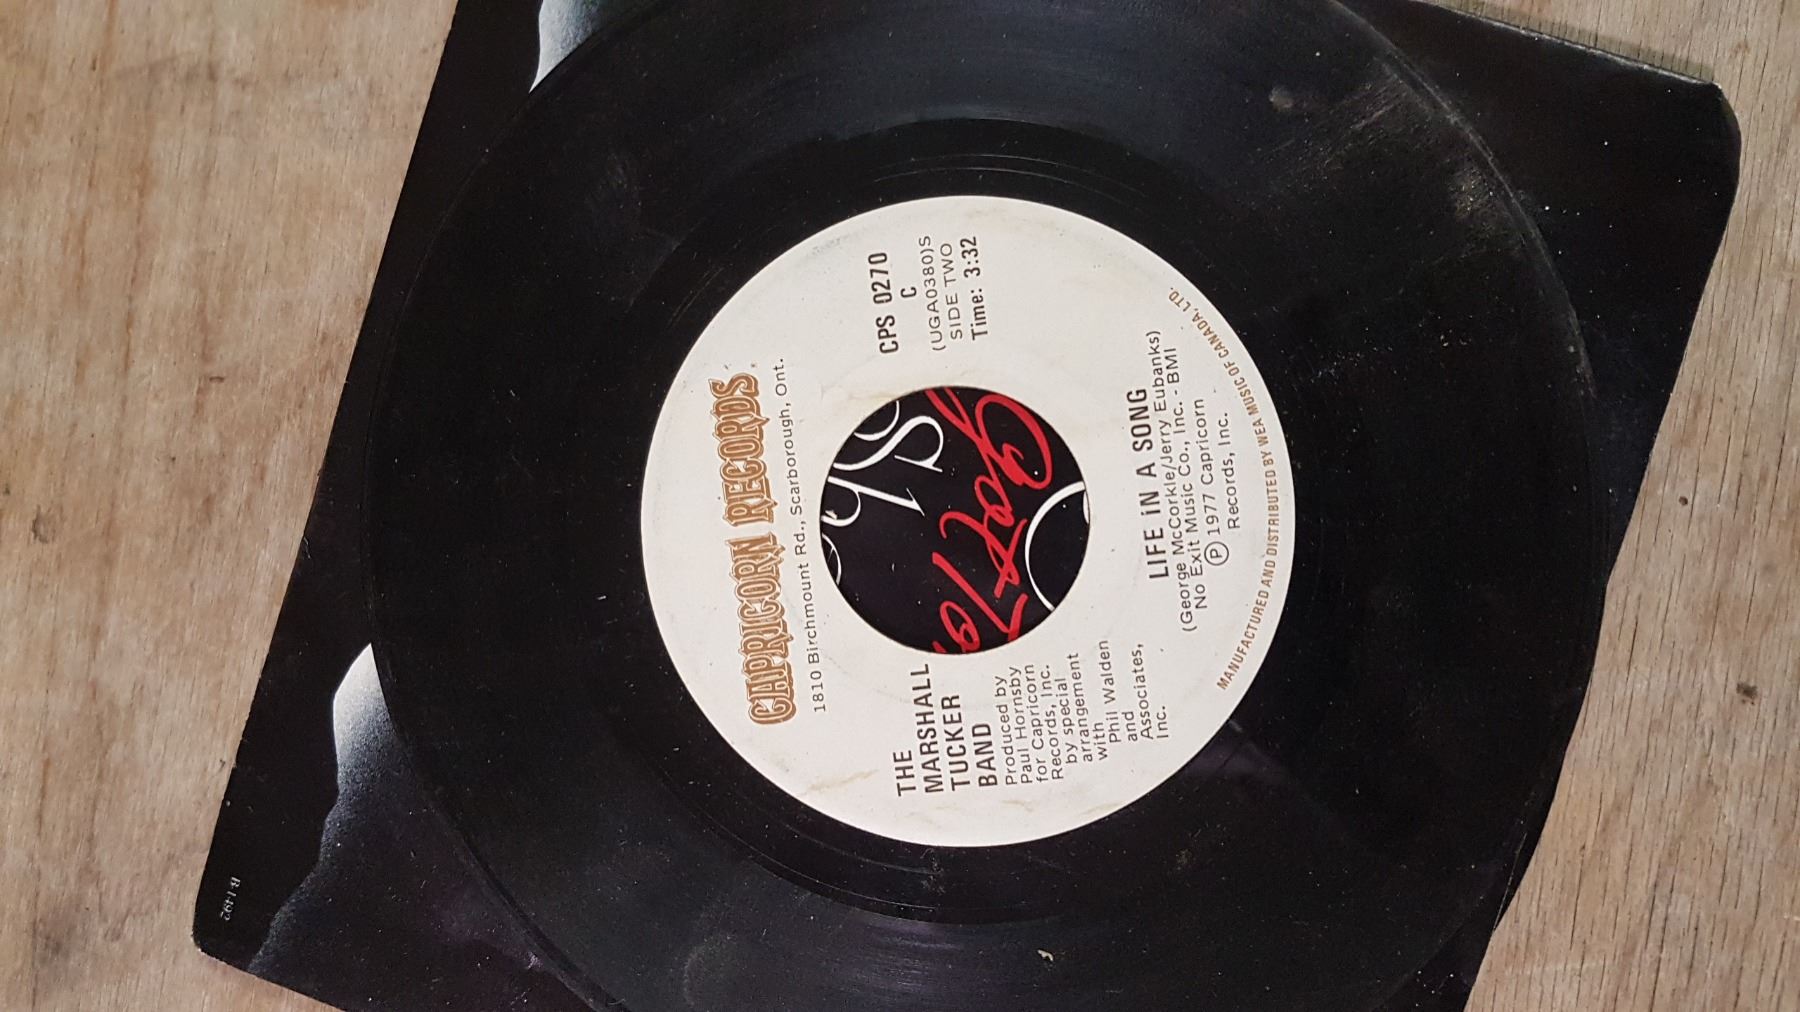 CAPRICORN RECORDS
1810 Birchmount Rd., Scarborough, Ont.
CPS 0270
C
(UGA0380)S
SIDE TWO
Time: 3:32
THE
MARSHALL
TUCKER
BAND
Produced by
Paul Hornsby
for Capricorn
Records, Inc.
by special
arrangement
with
Phil Walden
and
Associates,
Inc.
LIFE iN A SONG
(George McCorkle/Jerry Eubanks)
No Exit Music Co., Inc. - BMI
Ⓟ 1977 Capricorn
Records, Inc.
MANUFACTURED AND DISTRIBUTED BY WEA MUSIC OF CANADA, LTD.